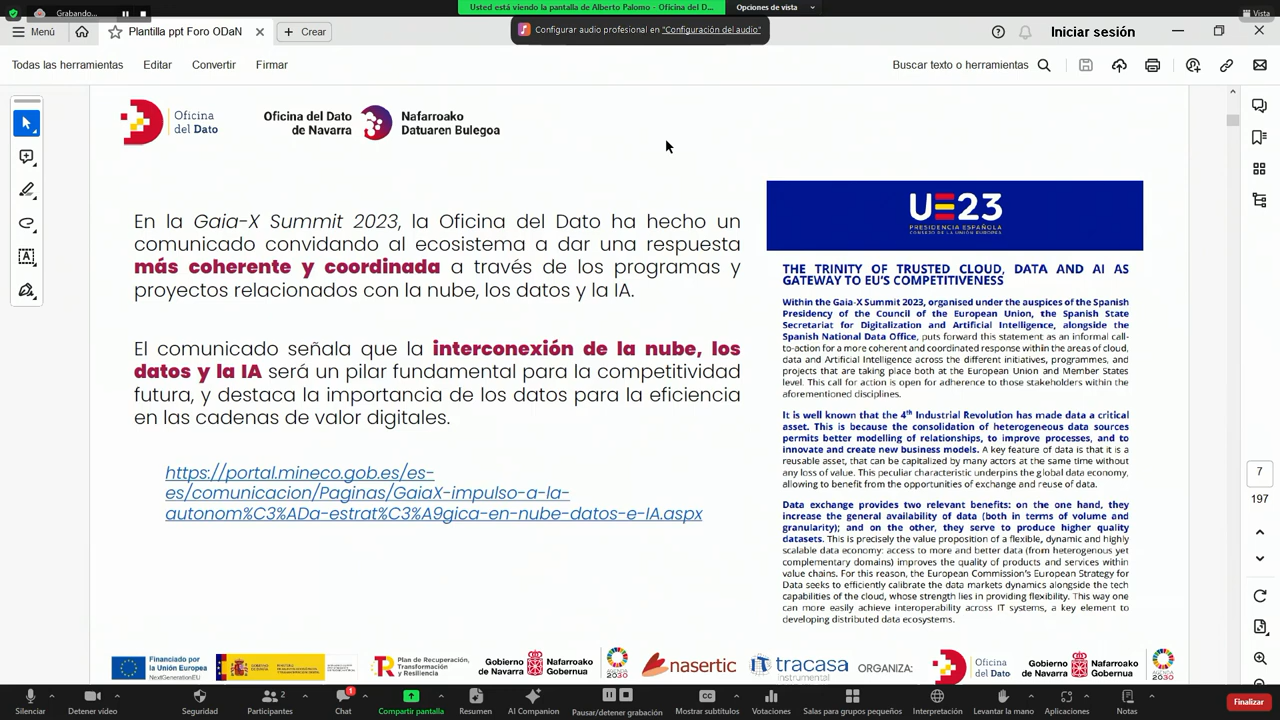 Grabando...
Usted está viendo la pantalla de Alberto Palomo - Oficina del D...
Opciones de vista
Vista
Menú
Plantilla ppt Foro ODaN
Crear
Configurar audio profesional en "Configuración del audio"
Iniciar sesión
Todas las herramientas
Editar
Convertir
Firmar
Buscar texto o herramientas
Oficina
del Dato
Oficina del Dato
de Navarra
Nafarroako
Datuaren Bulegoa
En la Gaia-X Summit 2023, la Oficina del Dato ha hecho un
comunicado convidando al ecosistema a dar una respuesta
más coherente y coordinada a través de los programas y
proyectos relacionados con la nube, los datos y la IA.
El comunicado señala que la interconexión de la nube, los
datos y la IA será un pilar fundamental para la competitividad
futura, y destaca la importancia de los datos para la eficiencia
en las cadenas de valor digitales.
https://portal.mineco.gob.es/es-
es/comunicacion/Paginas/GaiaX-impulso-a-la-
autonom%C3%ADa-estrat%C3%A9gica-en-nube-datos-e-IA.aspx
UE23
PRESIDENCIA ESPAÑOLA
CONSEJO DE LA UNIÓN EUROPEA
THE TRINITY OF TRUSTED CLOUD, DATA AND AI AS
GATEWAY TO EU'S COMPETITIVENESS
Within the Gaia-X Summit 2023, organised under the auspices of the Spanish
Presidency of the Council of the European Union, the Spanish State
Secretariat for Digitalization and Artificial Intelligence, alongside the
Spanish National Data Office, puts forward this statement as an informal call-
to-action for a more coherent and coordinated response within the areas of cloud,
data and Artificial Intelligence across the different initiatives, programmes, and
projects that are taking place both at the European Union and Member States
level. This call for action is open for adherence to those stakeholders within the
aforementioned disciplines.
It is well known that the 4th Industrial Revolution has made data a critical
asset. This is because the consolidation of heterogeneous data sources
permits better modelling of relationships, to improve processes, and to
innovate and create new business models. A key feature of data is that it is a
reusable asset, that can be capitalized by many actors at the same time without
any loss of value. This peculiar characteristic underpins the global data economy,
allowing to benefit from the opportunities of exchange and reuse of data.
Data exchange provides two relevant benefits: on the one hand, they
increase the general availability of data (both in terms of volume and
granularity); and on the other, they serve to produce higher quality
datasets. This is precisely the value proposition of a flexible, dynamic and highly
scalable data economy: access to more and better data (from heterogenous yet
complementary domains) improves the quality of products and services within
value chains. For this reason, the European Commission's European Strategy for
Data seeks to efficiently calibrate the data markets dynamics alongside the tech
capabilities of the cloud, whose strength lies in providing flexibility. This way one
can more easily achieve interoperability across IT systems, a key element to
developing distributed data ecosystems.
7
197
Financiado por
la Unión Europea
NextGenerationEU
Plan de Recuperación,
Transformación
y Resiliencia
Gobierno
de Navarra
Nafarroako
Gobernua
AGENDA
2030
nasertic
tracasa
instrumental
ORGANIZA:
Oficina
del Dato
Gobierno
de Navarra
Nafarroako
Gobernua
AGENDA
2030
Silenciar
Detener video
Seguridad
Participantes
2
Chat
1
Compartir pantalla
Resumen
AI Companion
Pausar/detener grabación
CC
Mostrar subtítulos
Votaciones
Salas para grupos pequeños
Interpretación
Levantar la mano
Aplicaciones
Notas
Finalizar